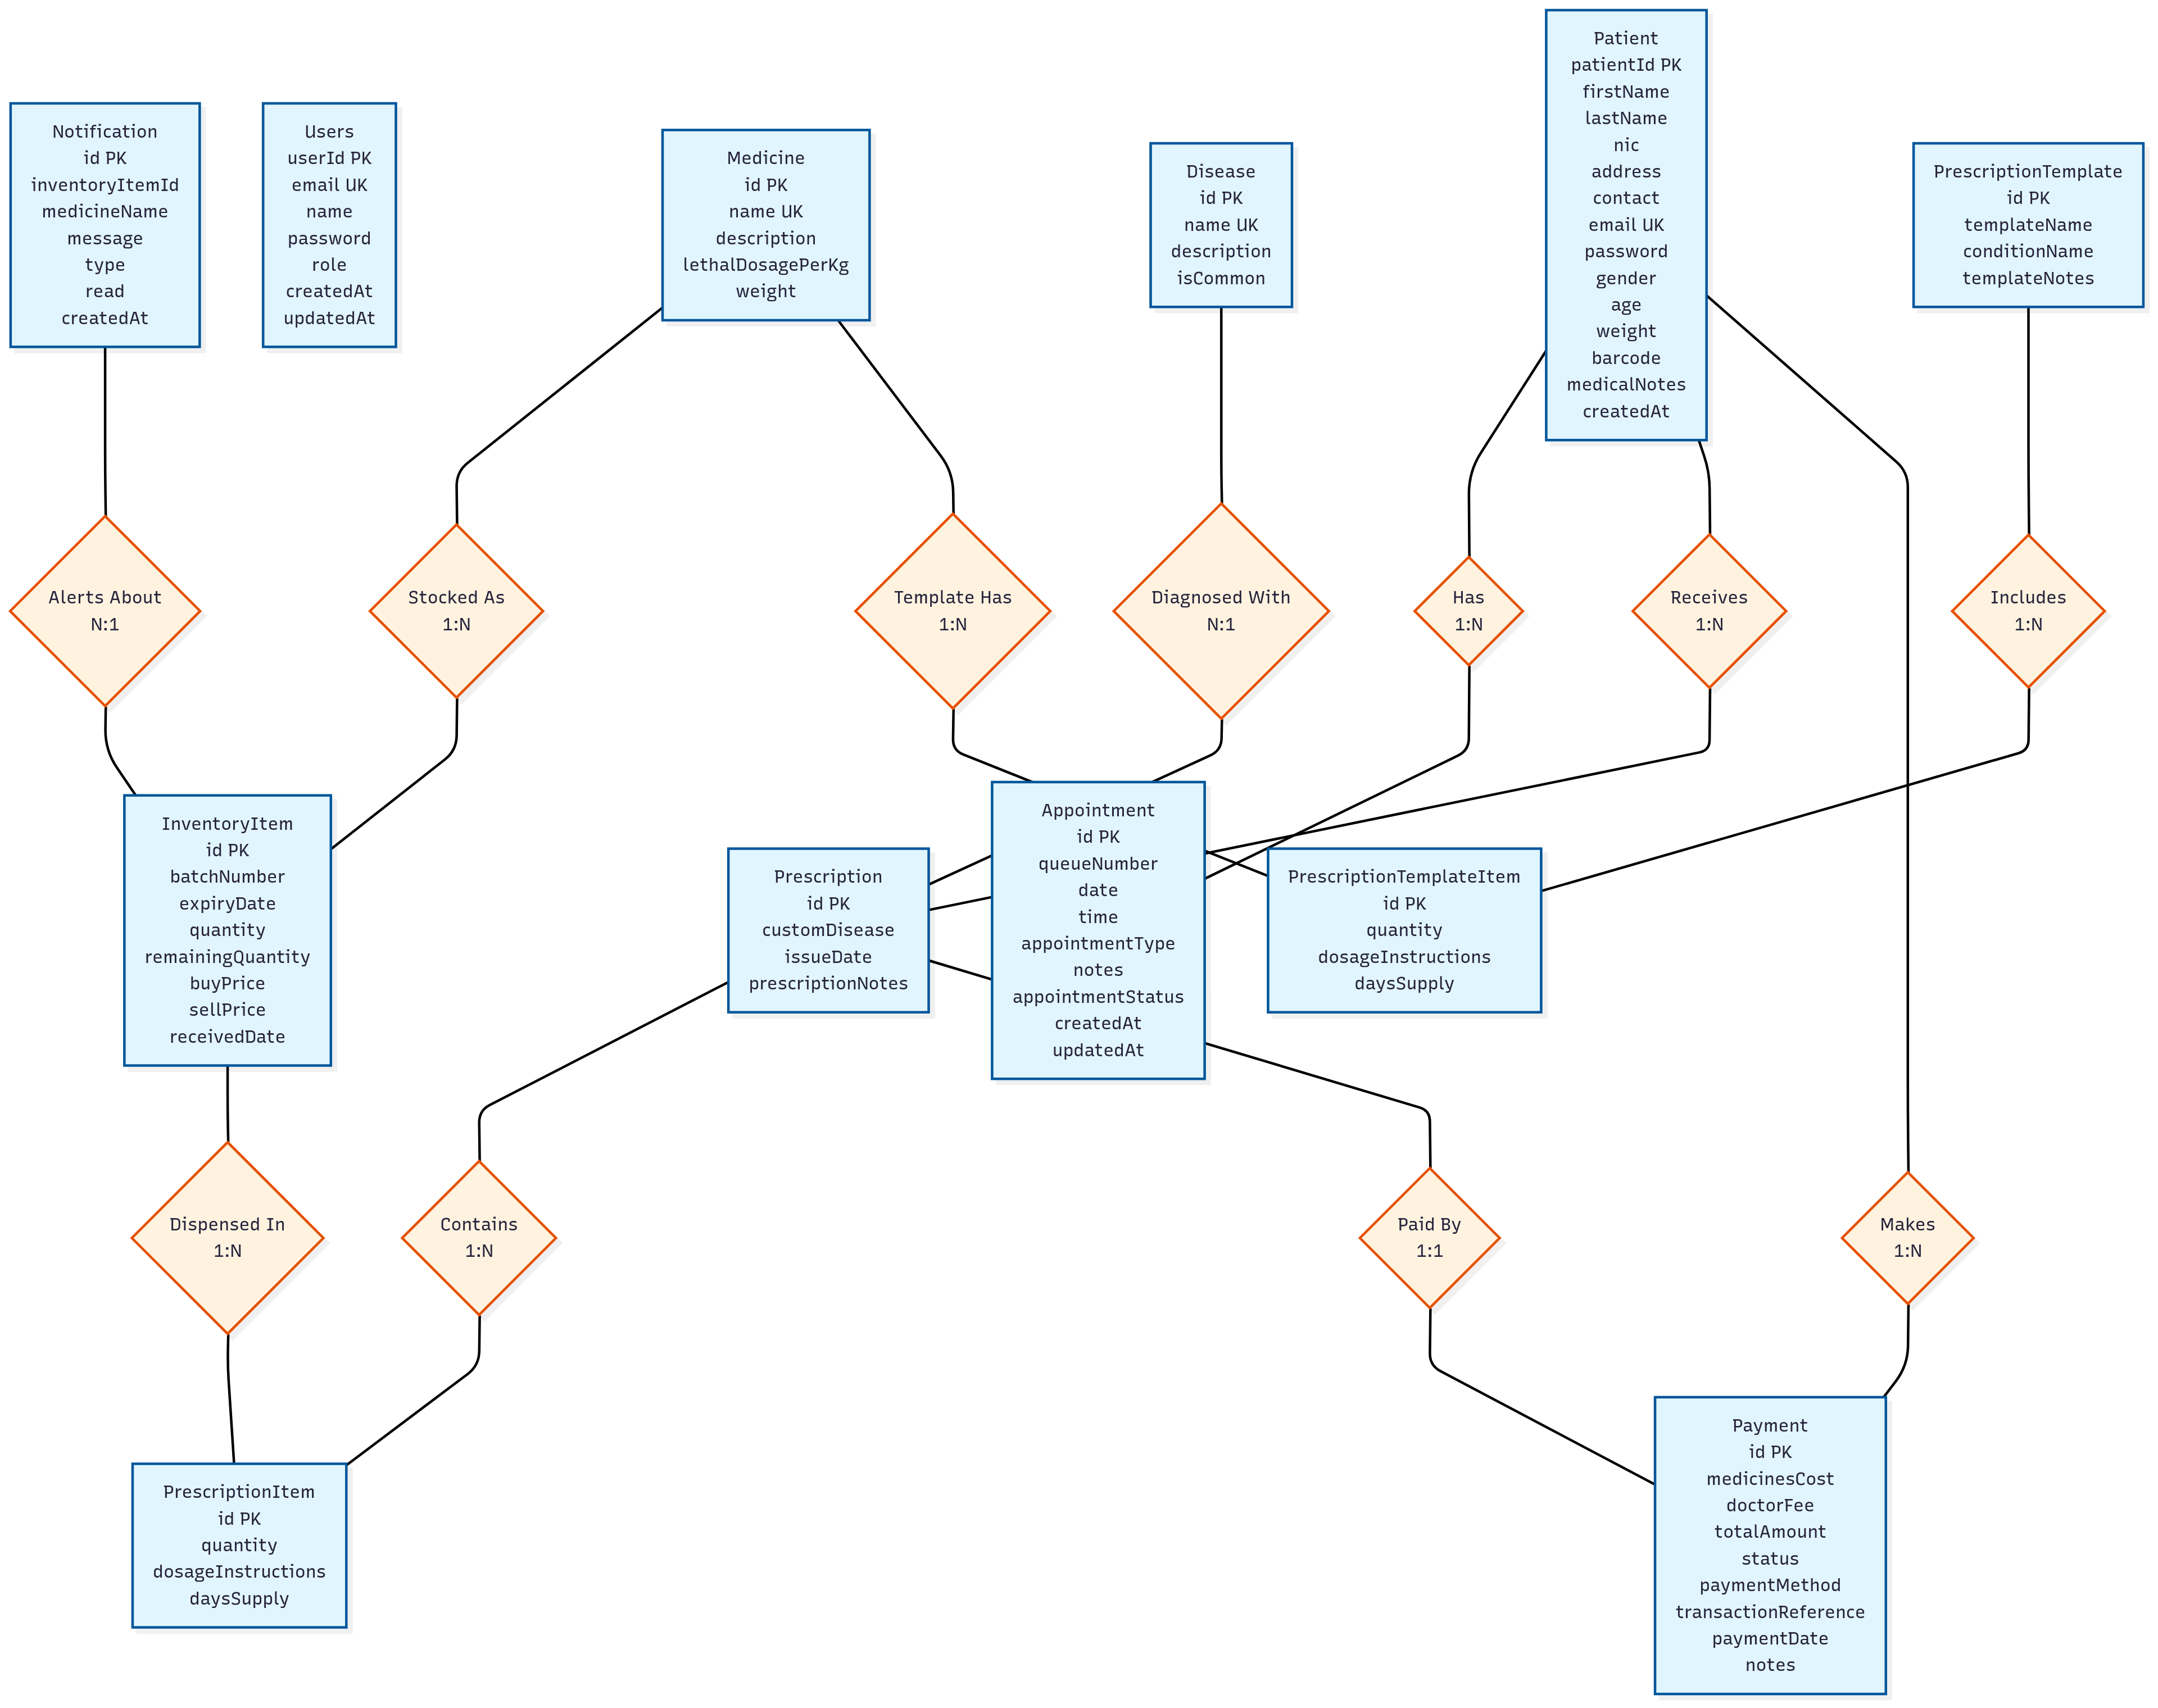 Notification
id PK
inventoryItemId
medicineName
message
type
read
createdAt
Users
userId PK
email UK
name
password
role
createdAt
updatedAt
Medicine
id PK
name UK
description
lethalDosagePerKg
weight
Disease
id PK
name UK
description
isCommon
Patient
patientId PK
firstName
lastName
nic
address
contact
email UK
password
gender
age
weight
barcode
medicalNotes
createdAt
PrescriptionTemplate
id PK
templateName
conditionName
templateNotes
Alerts About
N:1
Stocked As
1:N
Template Has
1:N
Diagnosed With
N:1
Has
1:N
Receives
1:N
Includes
1:N
InventoryItem
id PK
batchNumber
expiryDate
quantity
remainingQuantity
buyPrice
sellPrice
receivedDate
Prescription
id PK
customDisease
issueDate
prescriptionNotes
Appointment
id PK
queueNumber
date
time
appointmentType
notes
appointmentStatus
createdAt
updatedAt
PrescriptionTemplateItem
id PK
quantity
dosageInstructions
daysSupply
Dispensed In
1:N
Contains
1:N
Paid By
1:1
Makes
1:N
PrescriptionItem
id PK
quantity
dosageInstructions
daysSupply
Payment
id PK
medicinesCost
doctorFee
totalAmount
status
paymentMethod
transactionReference
paymentDate
notes